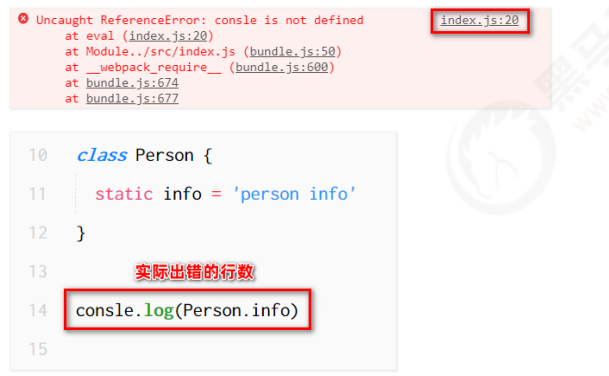 Uncaught ReferenceError: consle is not defined index.js:20
at eval (index.js:20)
at Module../src/index.js (bundle.js:50)
at __webpack_require__ (bundle.js:600)
at bundle.js:674
at bundle.js:677
10 class Person {
11 static info = 'person info'
12 }
13 实际出错的行数
14 consle.log(Person.info)
15